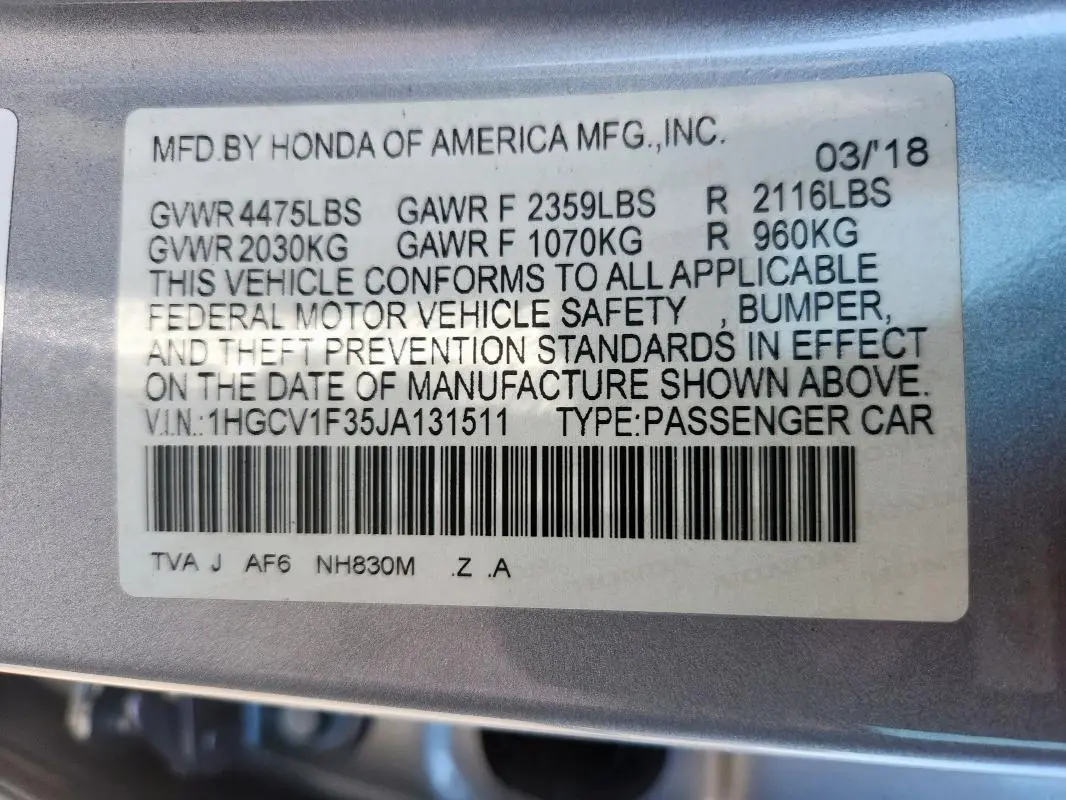 MFD.BY HONDA OF AMERICA MFG.,INC. 03/'18
GVWR 4475LBS GAWR F 2359LBS R 2116LBS
GVWR 2030KG GAWR F 1070KG R 960KG
THIS VEHICLE CONFORMS TO ALL APPLICABLE
FEDERAL MOTOR VEHICLE SAFETY , BUMPER,
AND THEFT PREVENTION STANDARDS IN EFFECT
ON THE DATE OF MANUFACTURE SHOWN ABOVE.
V.I.N.: 1HGCV1F35JA131511 TYPE:PASSENGER CAR
TVA J AF6 NH830M .Z .A